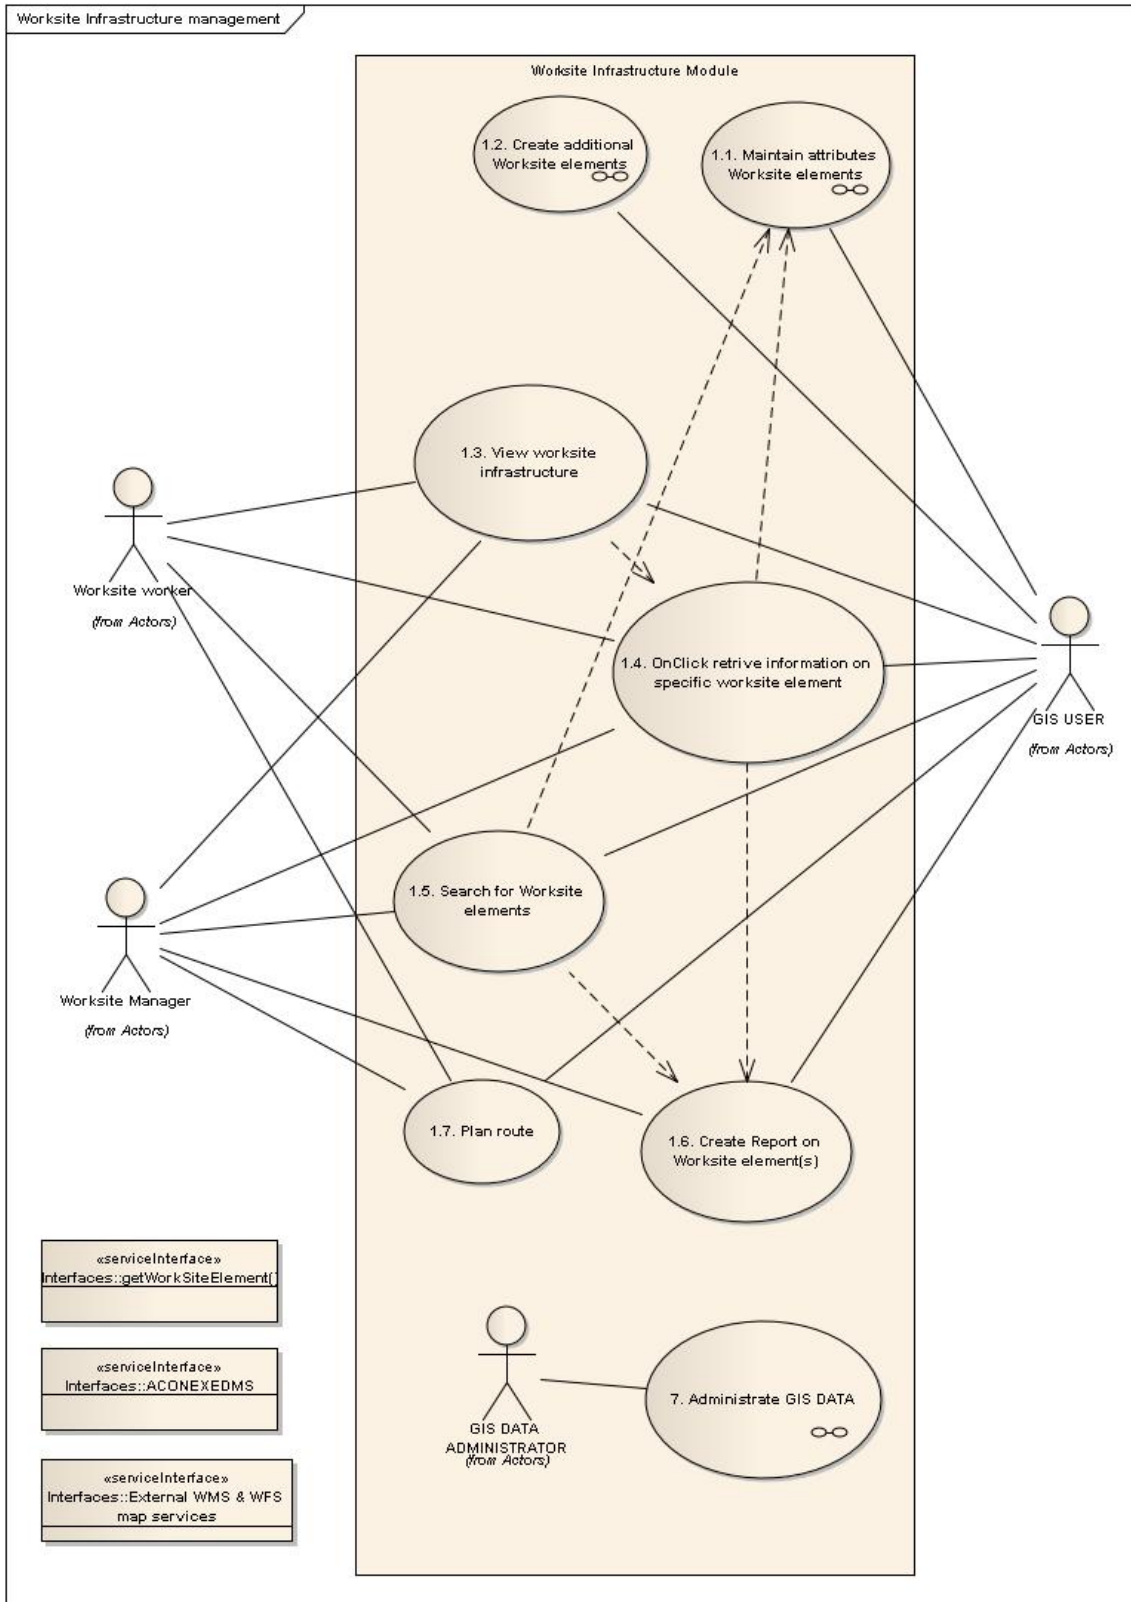 Worksite Infrastructure management
Worksite Infrastructure Module
1.2. Create additional
Worksite elements
1.1. Maintain attributes
Worksite elements
1.3. View worksite
infrastructure
Worksite worker
(from Actors)
1.4. OnClick retrive information on
specific worksite element
GIS USER
(from Actors)
1.5. Search for Worksite
elements
Worksite Manager
(from Actors)
1.7. Plan route
1.6. Create Report on
Worksite element(s)
«serviceInterface»
Interfaces::getWorkSiteElement()
«serviceInterface»
Interfaces::ACONEXEDMS
GIS DATA
ADMINISTRATOR
(from Actors)
7. Administrate GIS DATA
«serviceInterface»
Interfaces::External WMS & WFS
map services